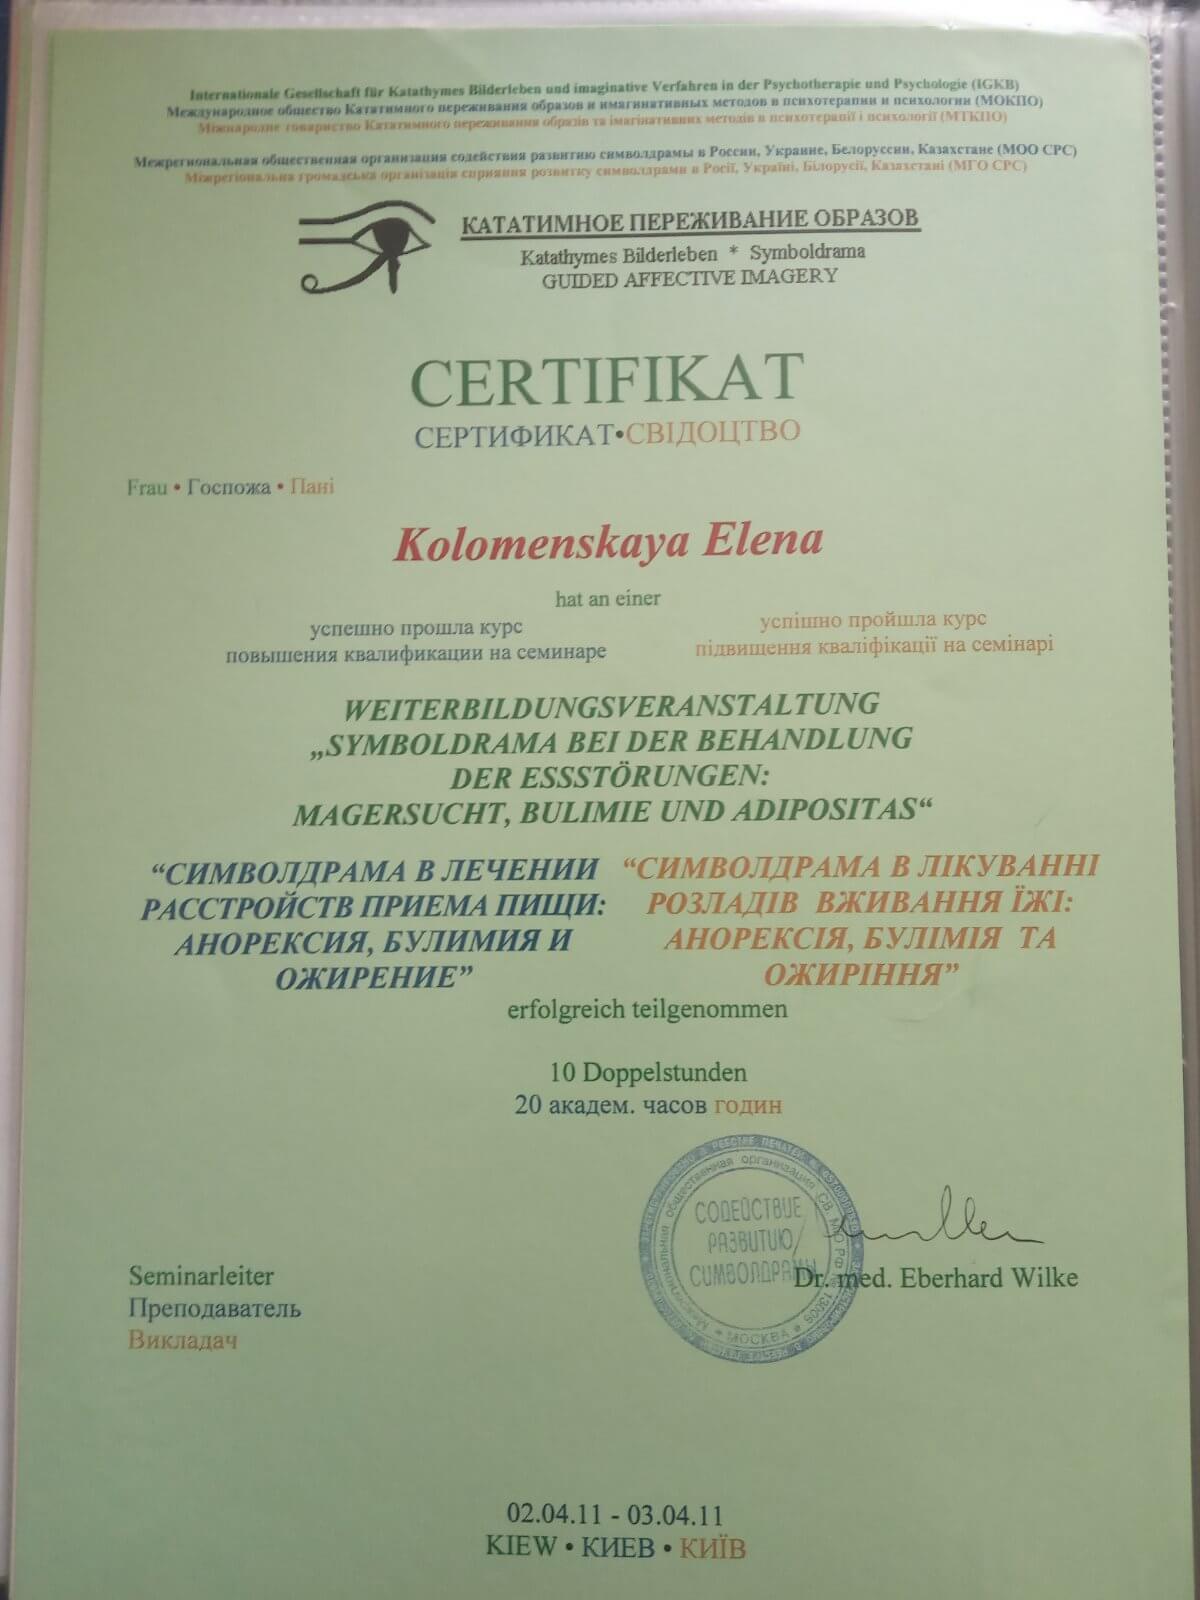 Internationale Gesellschaft für Katathymes Bilderleben und imaginative Verfahren in der Psychotherapie und Psychologie (IGKB)
Международное общество Кататимного переживания образов и имагинативных методов в психотерапии и психологии (МОКПО)
Міжнародне товариство Кататимного переживання образів та імагінативних методів в психотерапії і психології (МТКПО)
Межрегиональная общественная организация содействия развитию символдрамы в России, Украине, Белоруссии, Казахстане (МОО СРС)
Міжрегіональна громадська організація сприяння розвитку символдрами в Росії, Україні, Білорусії, Казахстані (МГО СРС)
КАТАТИМНОЕ ПЕРЕЖИВАНИЕ ОБРАЗОВ
Katathymes Bilderleben * Symboldrama
GUIDED AFFECTIVE IMAGERY
CERTIFIKAT
СЕРТИФИКАТ•СВІДОЦТВО
Frau • Госпожа • Пані
Kolomenskaya Elena
hat an einer
успешно прошла курс
повышения квалификации на семинаре
успішно пройшла курс
підвищення кваліфікації на семінарі
WEITERBILDUNGSVERANSTALTUNG
„SYMBOLDRAMA BEI DER BEHANDLUNG
DER ESSSTÖRUNGEN:
MAGERSUCHT, BULIMIE UND ADIPOSITAS“
“СИМВОЛДРАМА В ЛЕЧЕНИИ
РАССТРОЙСТВ ПРИЕМА ПИЩИ:
АНОРЕКСИЯ, БУЛИМИЯ И
ОЖИРЕНИЕ”
“СИМВОЛДРАМА В ЛІКУВАННІ
РОЗЛАДІВ ВЖИВАННЯ ЇЖІ:
АНОРЕКСІЯ, БУЛІМІЯ ТА
ОЖИРІННЯ”
erfolgreich teilgenommen
10 Doppelstunden
20 академ. часов годин
СОДЕЙСТВИЕ
РАЗВИТИЮ
СИМВОЛДРАМЫ
Межрегиональная общественная организация
МОСКВА
Seminarleiter
Преподаватель
Викладач
Dr. med. Eberhard Wilke
02.04.11 - 03.04.11
KIEW • КИЕВ • КИЇВ